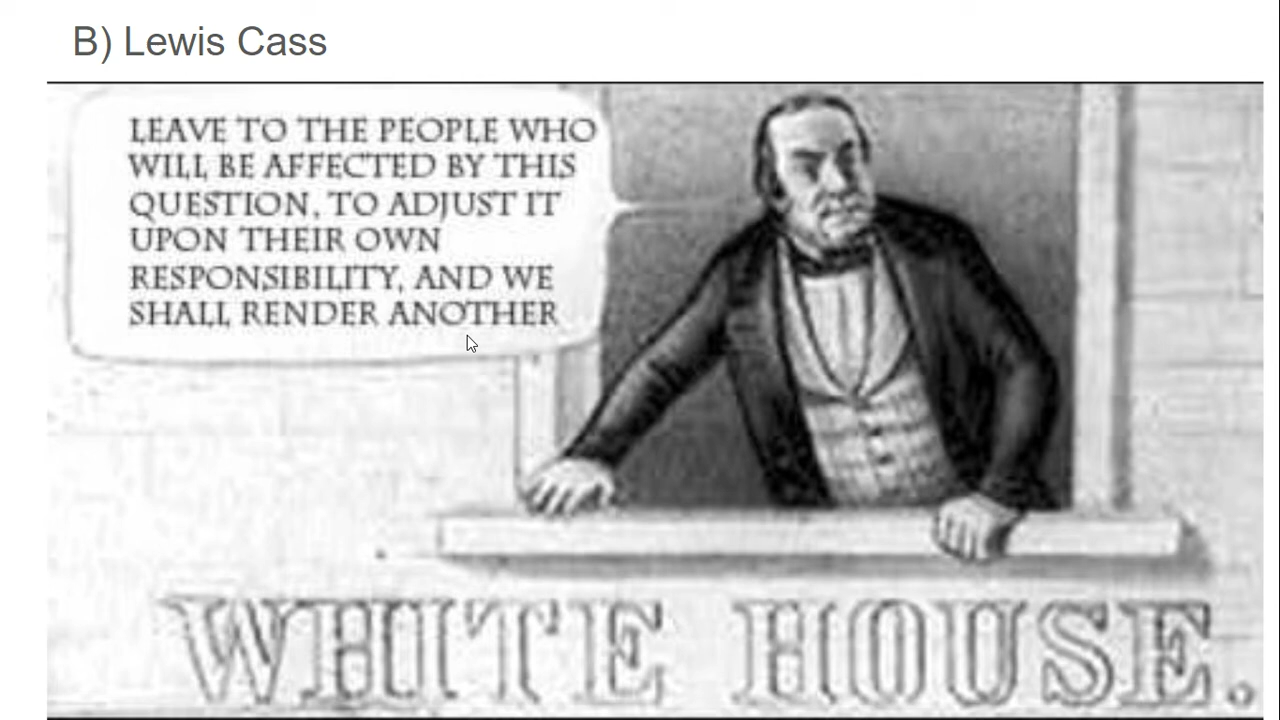 B) Lewis Cass
LEAVE TO THE PEOPLE WHO
WILL BE AFFECTED BY THIS
QUESTION, TO ADJUST IT
UPON THEIR OWN
RESPONSIBILITY, AND WE
SHALL RENDER ANOTHER
WHITE HOUSE.